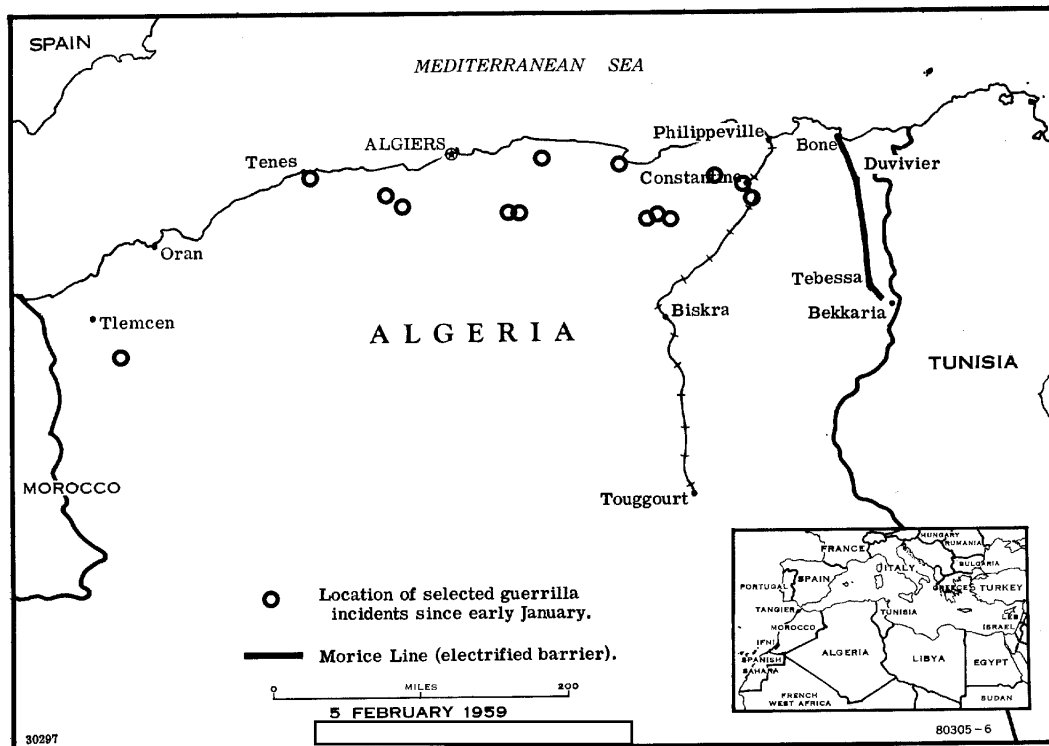 SPAIN
MEDITERRANEAN SEA
ALGIERS
Philippeville
Bone
Tenes
Constantine
Duvivier
Oran
Tebessa
Tlemcen
Biskra
Bekkaria
ALGERIA
TUNISIA
MOROCCO
Touggourt
Location of selected guerrilla
incidents since early January.
Morice Line (electrified barrier).
MILES
0 200
5 FEBRUARY 1959
30297
80305-6
FRANCE
HUNGARY
RUMANIA
ITALY
BULGARIA
PORTUGAL
SPAIN
GREECE
TURKEY
TANGIER
TUNISIA
LEB
ISRAEL
MOROCCO
IFNI
ALGERIA
LIBYA
EGYPT
SPANISH
SAHARA
FRENCH
WEST AFRICA
SUDAN